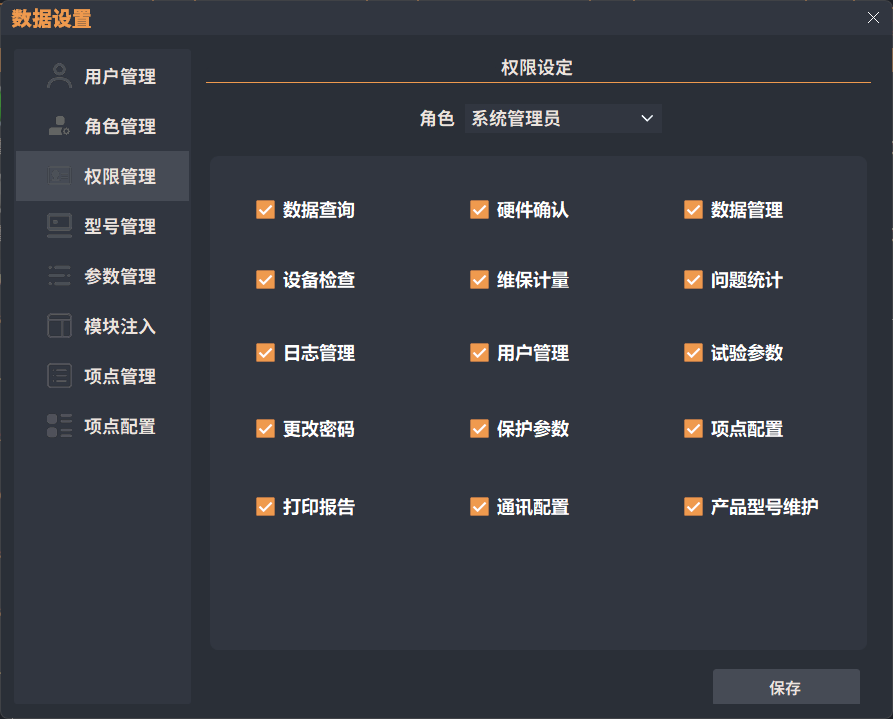 数据设置
用户管理
角色管理
权限管理
型号管理
参数管理
模块注入
项点管理
项点配置
权限设定
角色 系统管理员
数据查询 硬件确认 数据管理
设备检查 维保计量 问题统计
日志管理 用户管理 试验参数
更改密码 保护参数 项点配置
打印报告 通讯配置 产品型号维护
保存